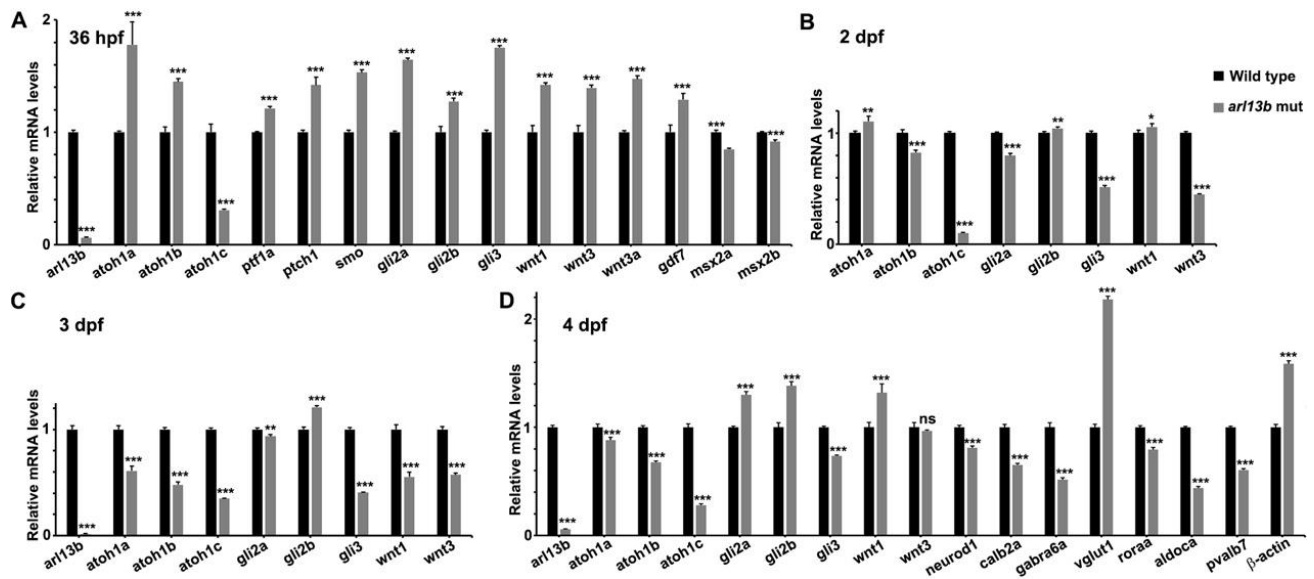 A
36 hpf
Relative mRNA levels
2
1
0
*** *** *** *** *** *** *** *** *** *** *** *** *** *** *** ***
arl13b atoh1a atoh1b atoh1c ptf1a ptch1 smo gli2a gli2b gli3 wnt1 wnt3 wnt3a gdf7 msx2a msx2b
B
2 dpf
Relative mRNA levels
1
0
** *** *** *** ** *** * ***
atoh1a atoh1b atoh1c gli2a gli2b gli3 wnt1 wnt3
Wild type
arl13b mut
C
3 dpf
Relative mRNA levels
1
0
*** *** *** *** ** *** *** *** ***
arl13b atoh1a atoh1b atoh1c gli2a gli2b gli3 wnt1 wnt3
D
4 dpf
Relative mRNA levels
2
1
0
*** *** *** *** *** *** *** *** ns *** *** *** *** *** *** *** ***
arl13b atoh1a atoh1b atoh1c gli2a gli2b gli3 wnt1 wnt3 neurod1 calb2a gabra6a vglut1 roraa aldoca pvalb7 β-actin